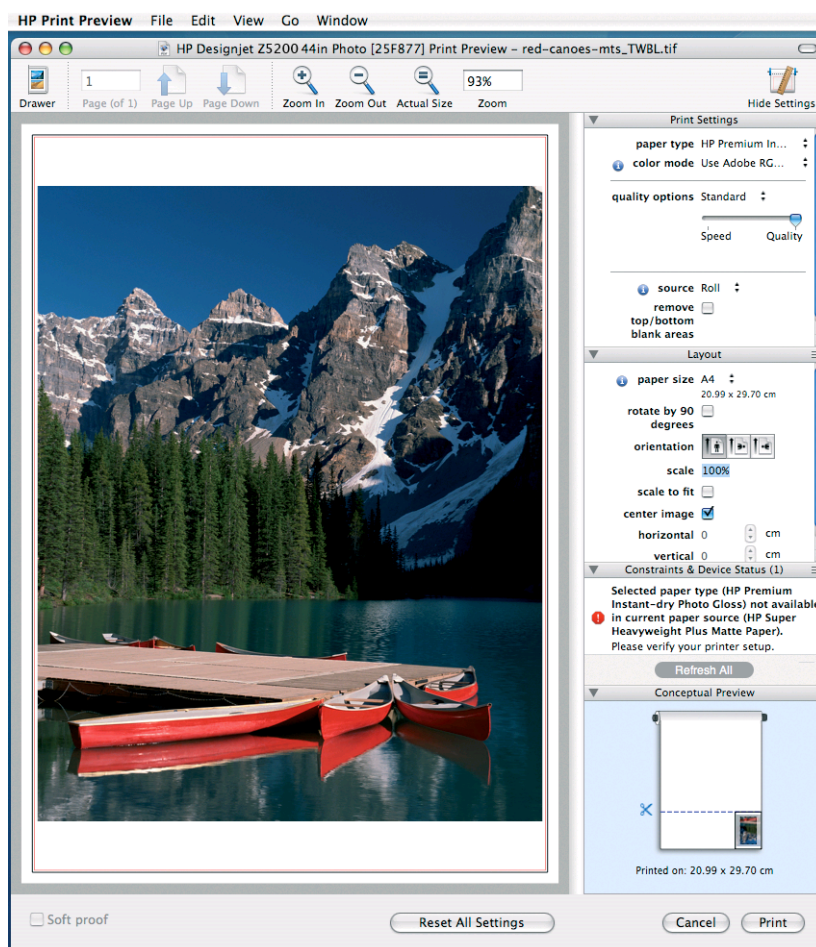 HP Print Preview File Edit View Go Window
HP Designjet Z5200 44in Photo [25F877] Print Preview – red-canoes-mts_TWBL.tif
1
93%
Drawer Page (of 1) Page Up Page Down Zoom In Zoom Out Actual Size Zoom Hide Settings
Print Settings
paper type HP Premium In...
color mode Use Adobe RG...
quality options Standard
Speed Quality
source Roll
remove
top/bottom
blank areas
Layout
paper size A4
20.99 x 29.70 cm
rotate by 90
degrees
orientation
scale 100%
scale to fit
center image
horizontal 0 cm
vertical 0 cm
Constraints & Device Status (1)
Selected paper type (HP Premium
Instant-dry Photo Gloss) not available
in current paper source (HP Super
Heavyweight Plus Matte Paper).
Please verify your printer setup.
Refresh All
Conceptual Preview
Printed on: 20.99 x 29.70 cm
Soft proof
Reset All Settings
Cancel
Print